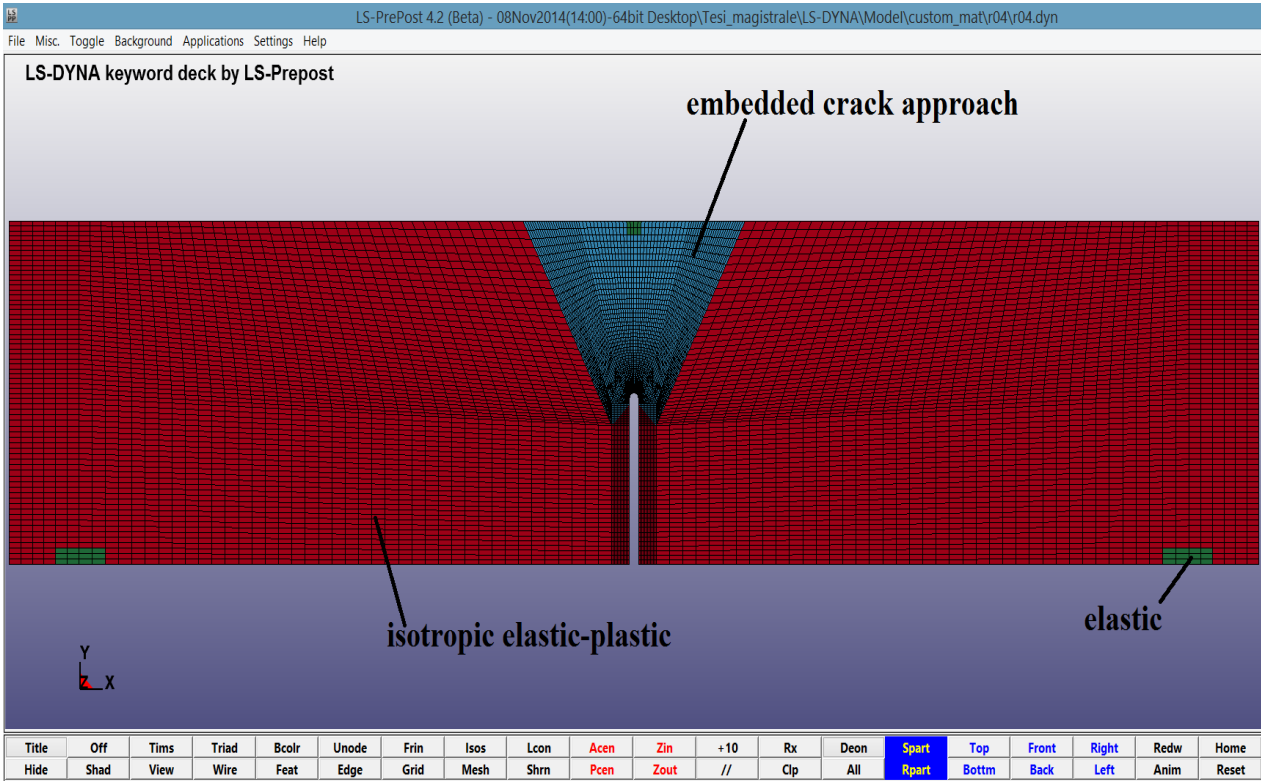 LS-PrePost 4.2 (Beta) - 08Nov2014(14:00)-64bit Desktop\Tesi_magistrale\LS-DYNA\Model\custom_mat\r04\r04.dyn
File Misc. Toggle Background Applications Settings Help
LS-DYNA keyword deck by LS-Prepost
embedded crack approach
isotropic elastic-plastic
elastic
Y
Z X
Title Off Tims Triad Bcolr Unode Frin Isos Lcon Acen Zin +10 Rx Deon Spart Top Front Right Redw Home
Hide Shad View Wire Feat Edge Grid Mesh Shrn Pcen Zout // Clp All Rpart Bottm Back Left Anim Reset